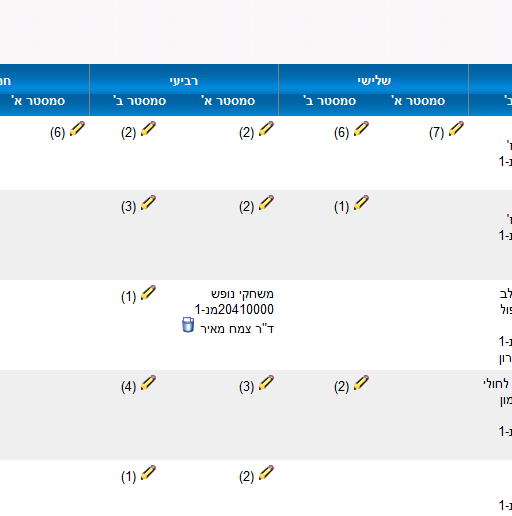 שלישי רביעי
סמסטר א' סמסטר ב' סמסטר א' סמסטר ב' סמסטר א'
(7) (6) (2) (2) (6)
(1) (2) (3)
משחקי נופש (1)
20410000מנ-1
ד"ר צמח מאיר
לחולי (2) (3) (4)
(2) (1)